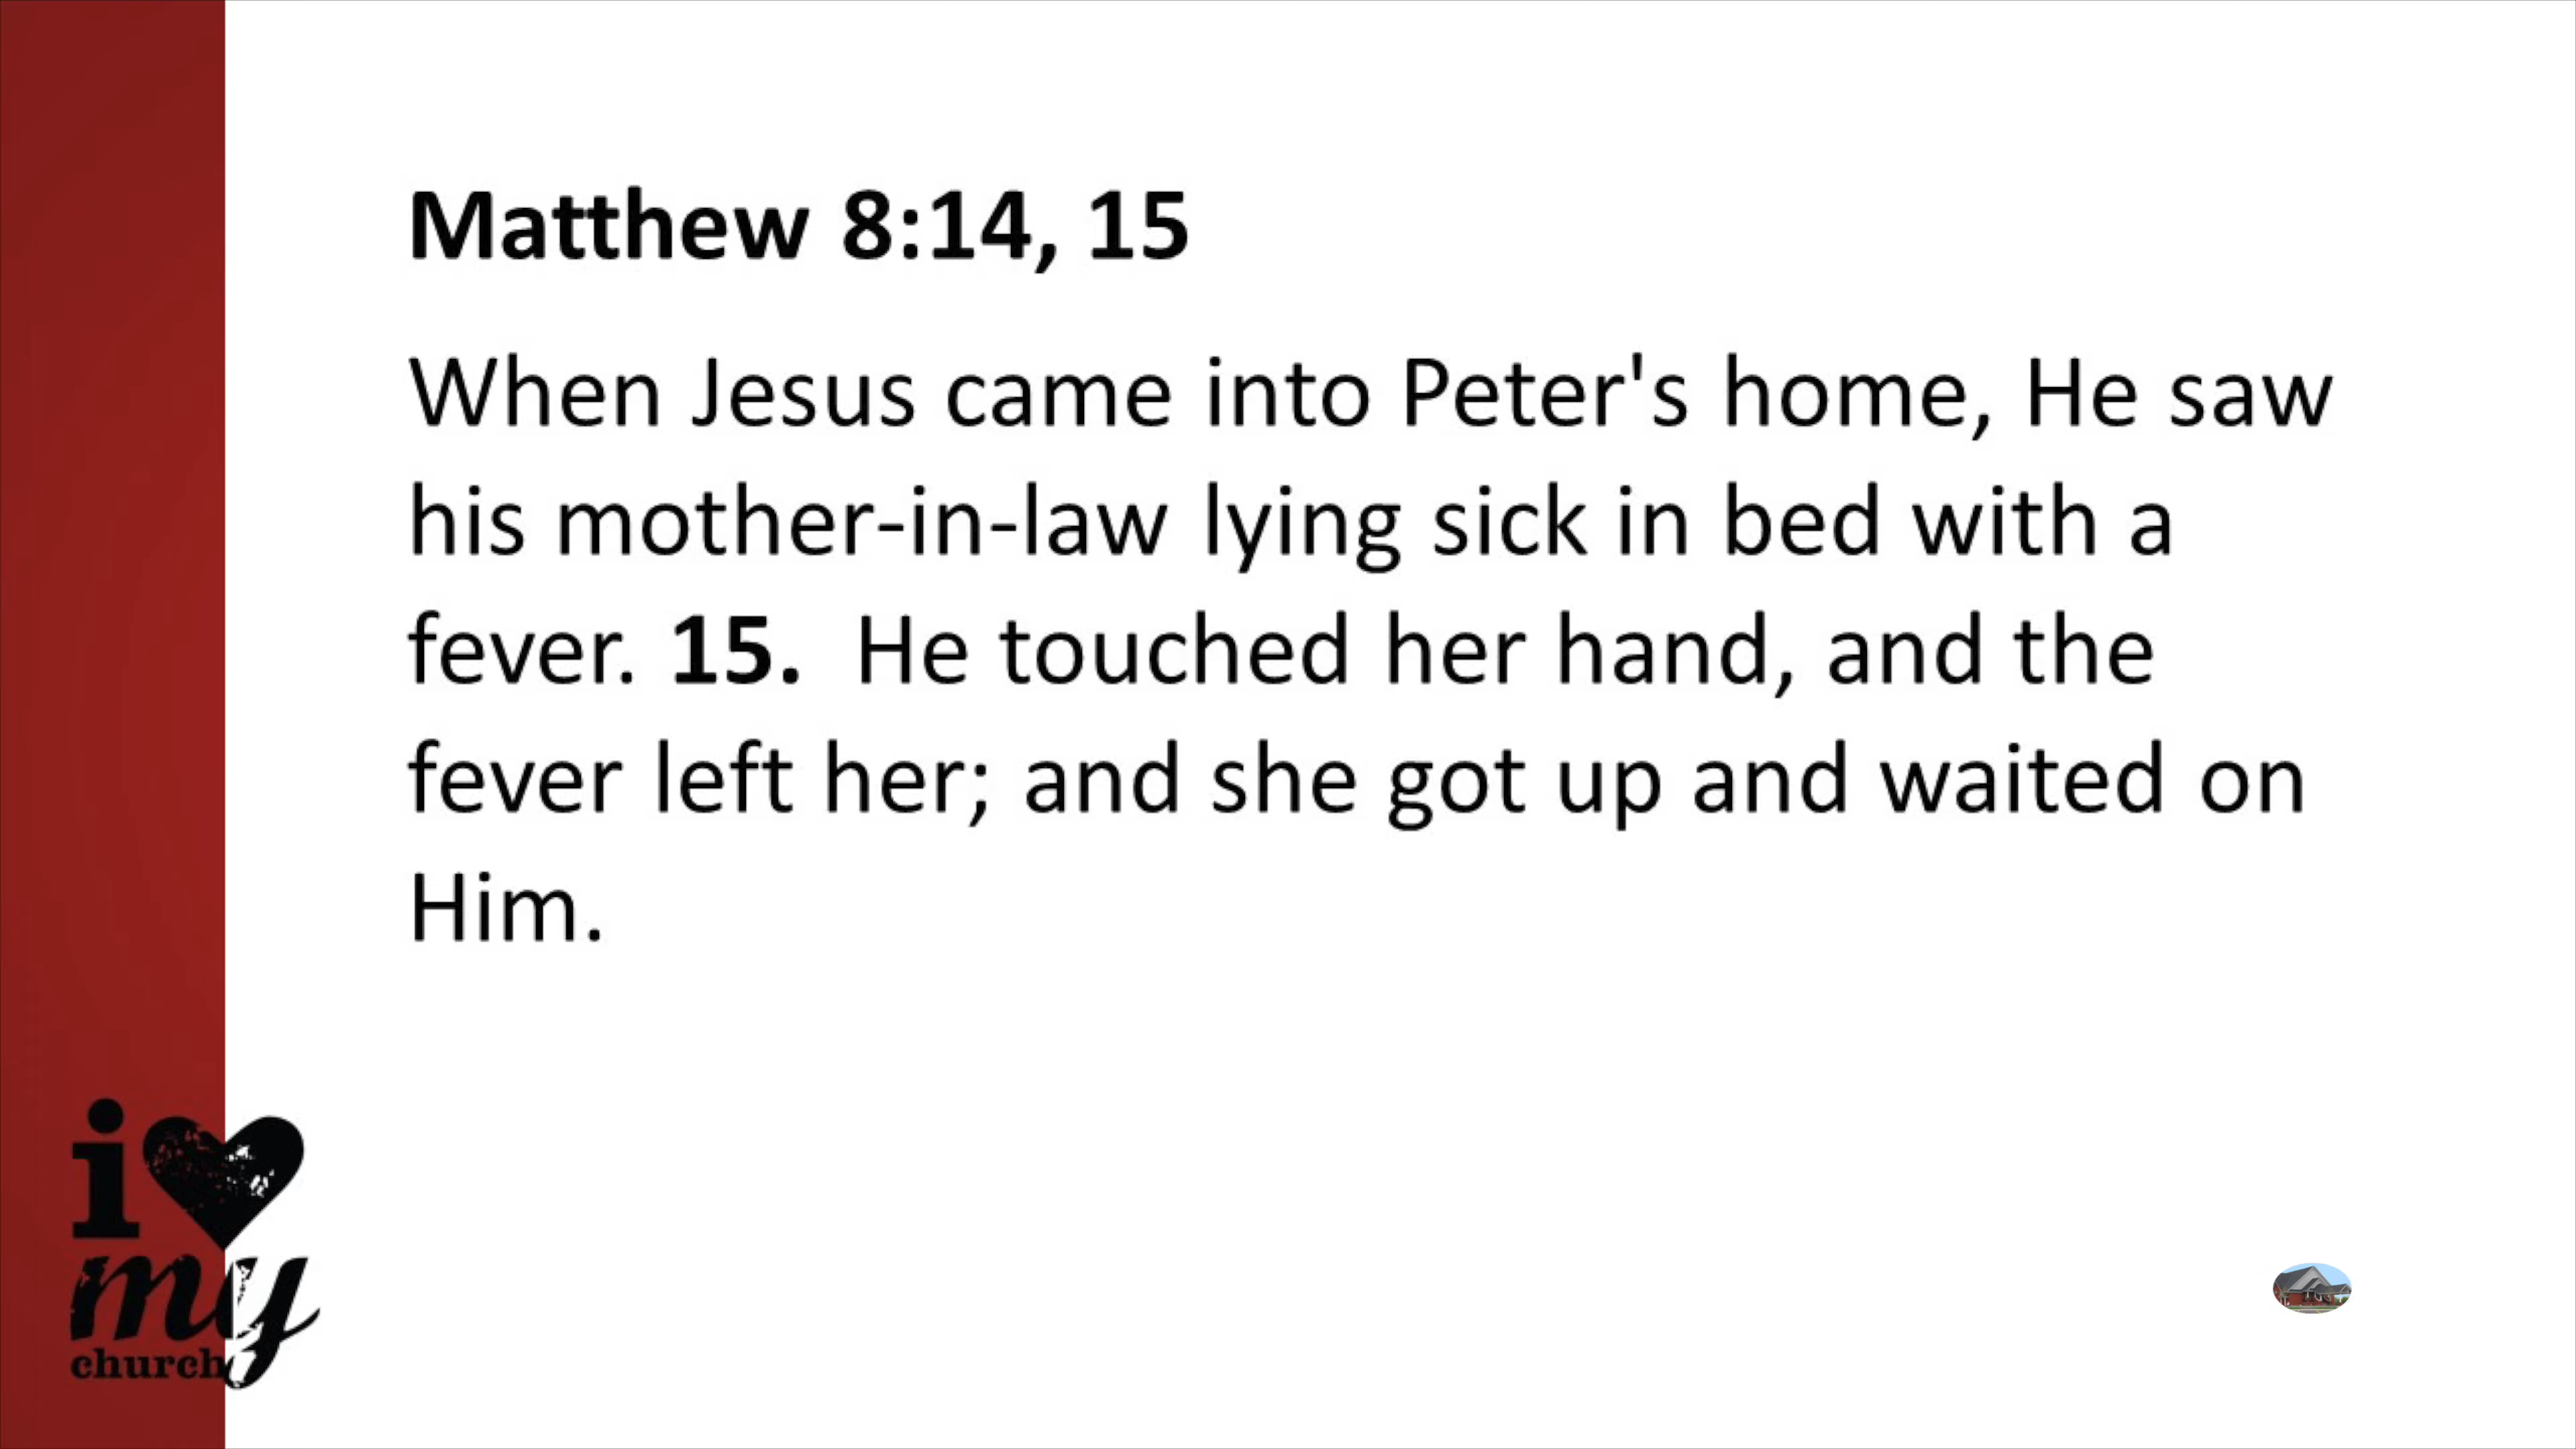 Matthew 8:14, 15
When Jesus came into Peter's home, He saw
his mother-in-law lying sick in bed with a
fever. 15.  He touched her hand, and the
fever left her; and she got up and waited on
Him.
i
my
church